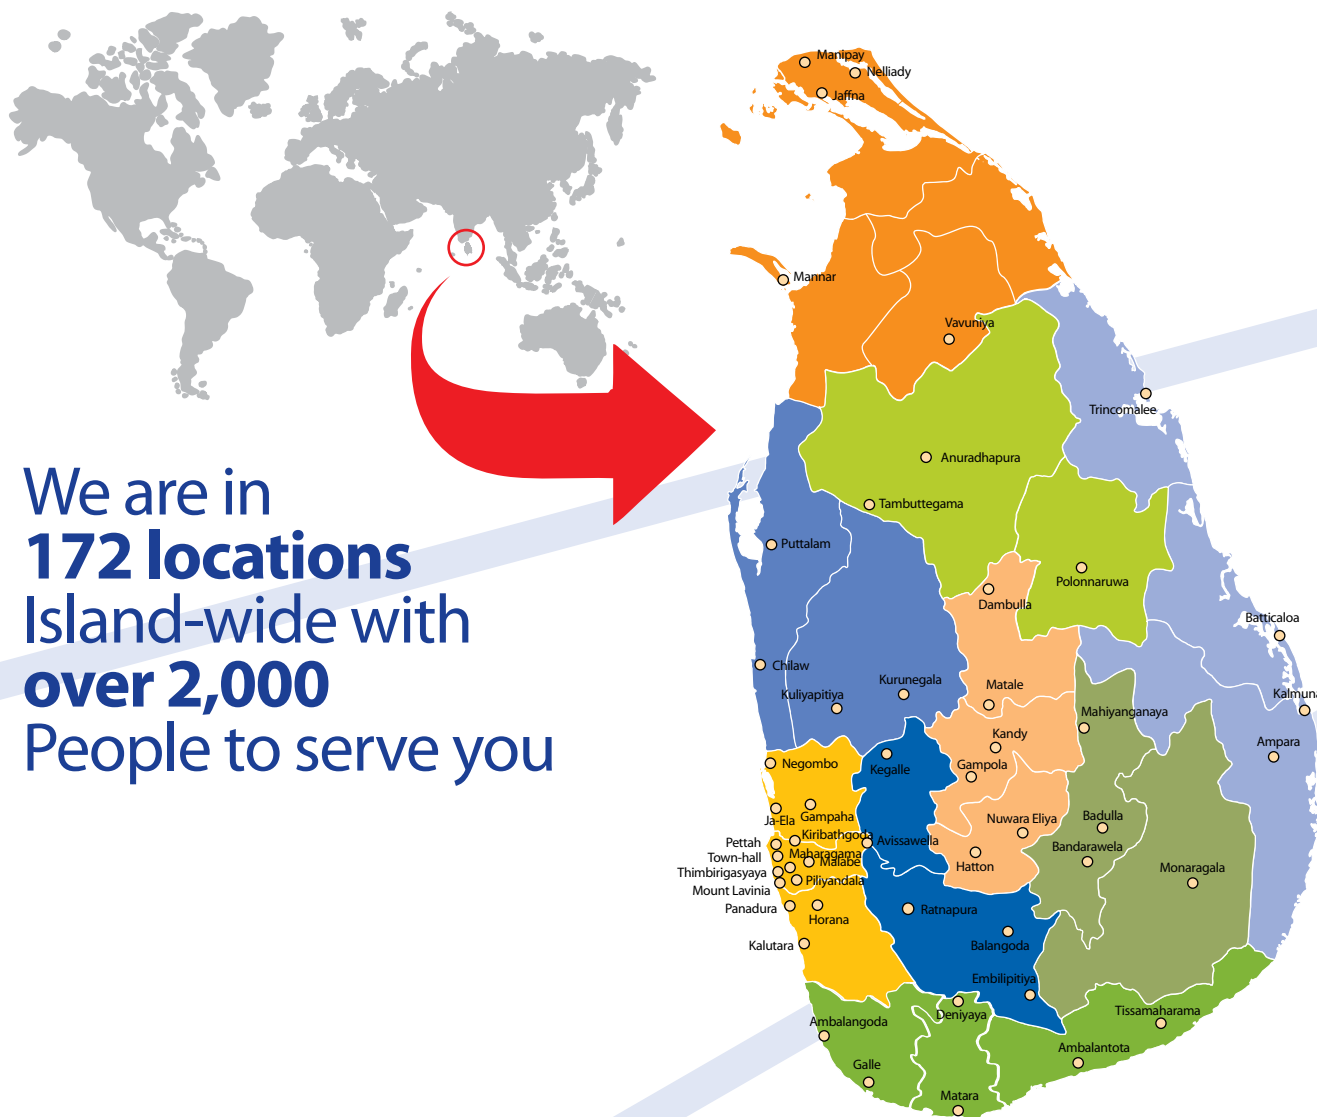 We are in
172 locations
Island-wide with
over 2,000
People to serve you
Manipay
Nelliady
Jaffna
Mannar
Vavuniya
Trincomalee
Anuradhapura
Tambuttegama
Puttalam
Polonnaruwa
Dambulla
Batticaloa
Chilaw
Kurunegala
Matale
Kuliyapitiya
Kalmuna
Mahiyanganaya
Kandy
Ampara
Negombo
Kegalle
Gampola
Ja-Ela
Gampaha
Nuwara Eliya
Badulla
Kiribathgoda
Pettah
Avissawella
Bandarawela
Town-hall
Maharagama
Malabe
Hatton
Monaragala
Thimbirigasyaya
Piliyandala
Mount Lavinia
Panadura
Horana
Ratnapura
Kalutara
Balangoda
Embilipitiya
Deniyaya
Tissamaharama
Ambalangoda
Ambalantota
Galle
Matara